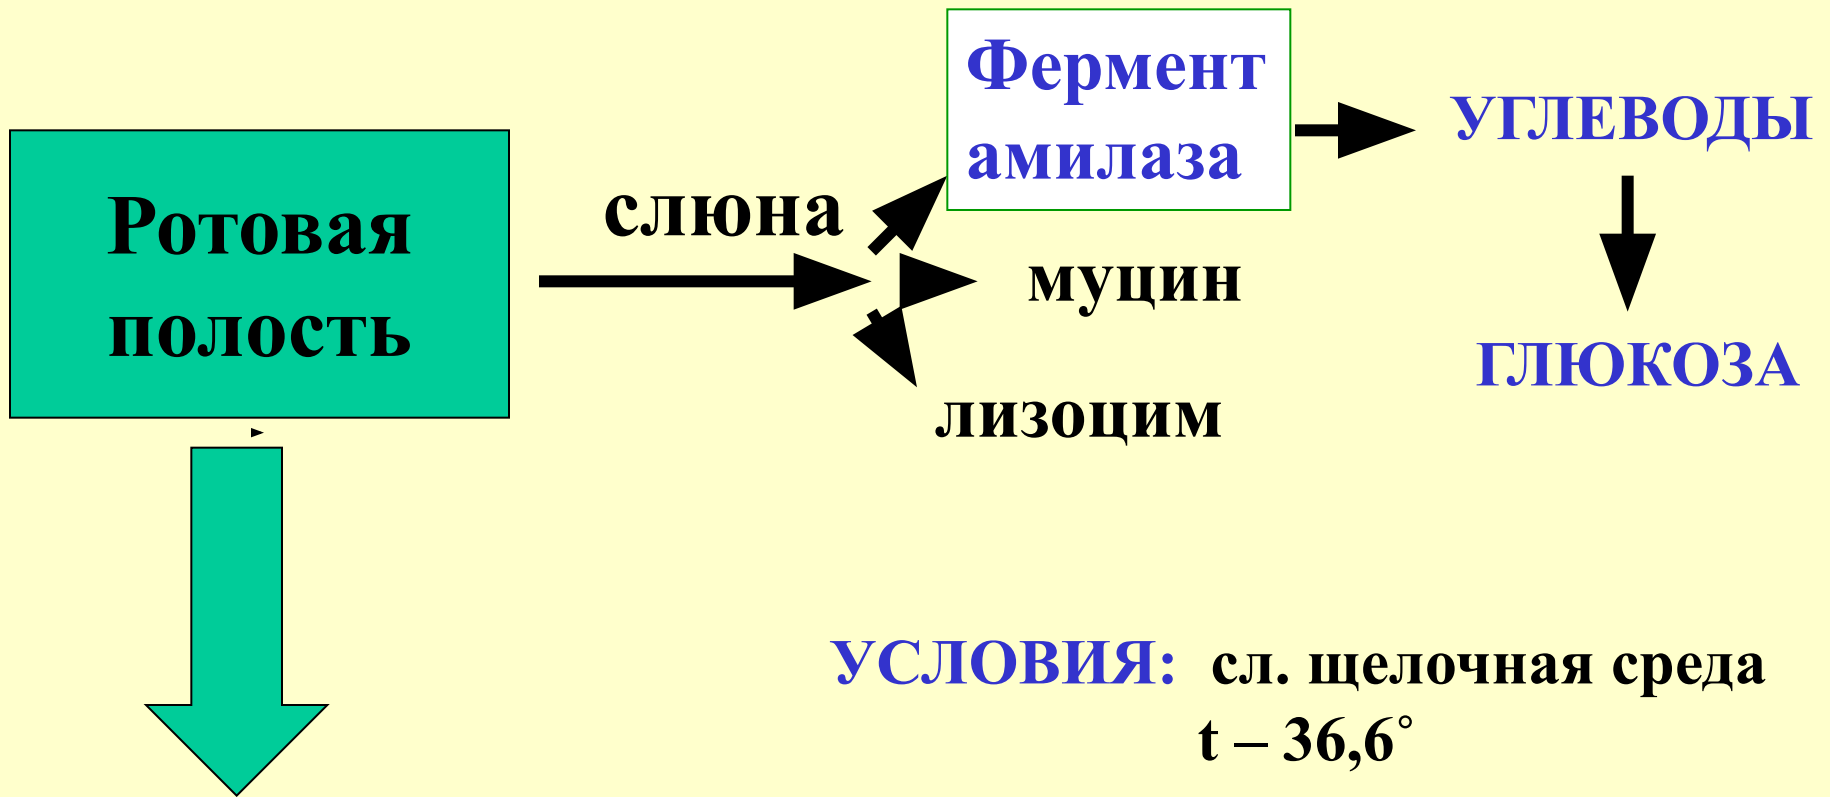 Ротовая
полость
слюна
Фермент
амилаза
муцин
лизоцим
УГЛЕВОДЫ
ГЛЮКОЗА
УСЛОВИЯ: сл. щелочная среда
t – 36,6˚